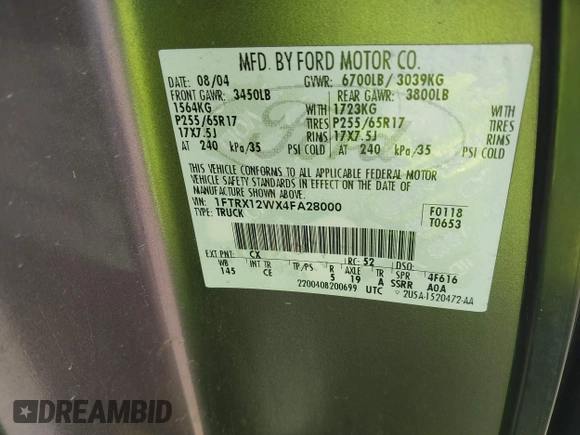 MFD. BY FORD MOTOR CO.
DATE: 08/04 GVWR: 6700LB/ 3039KG
FRONT GAWR: 3450LB REAR GAWR: 3800LB
1564KG WITH 1723KG WITH
P255/65R17 TIRES P255/65R17 TIRES
17X7.5J RIMS 17X7.5J RIMS
AT 240 kPa/35 PSI COLD AT 240 kPa/35 PSI COLD
THIS VEHICLE CONFORMS TO ALL APPLICABLE FEDERAL MOTOR
VEHICLE SAFETY STANDARDS IN EFFECT ON THE DATE OF
MANUFACTURE SHOWN ABOVE.
VIN: 1FTRX12WX4FA28000 F0118
TYPE: TRUCK T0653
EXT PNT: CX RC: 52 DSO:
WB INT TR TP/PS R AXLE TR SPR 4F616
145 CE 5 19 A SSRR A0A
220040B200699 UTC 2U5A-1520472-AA
DREAMBID